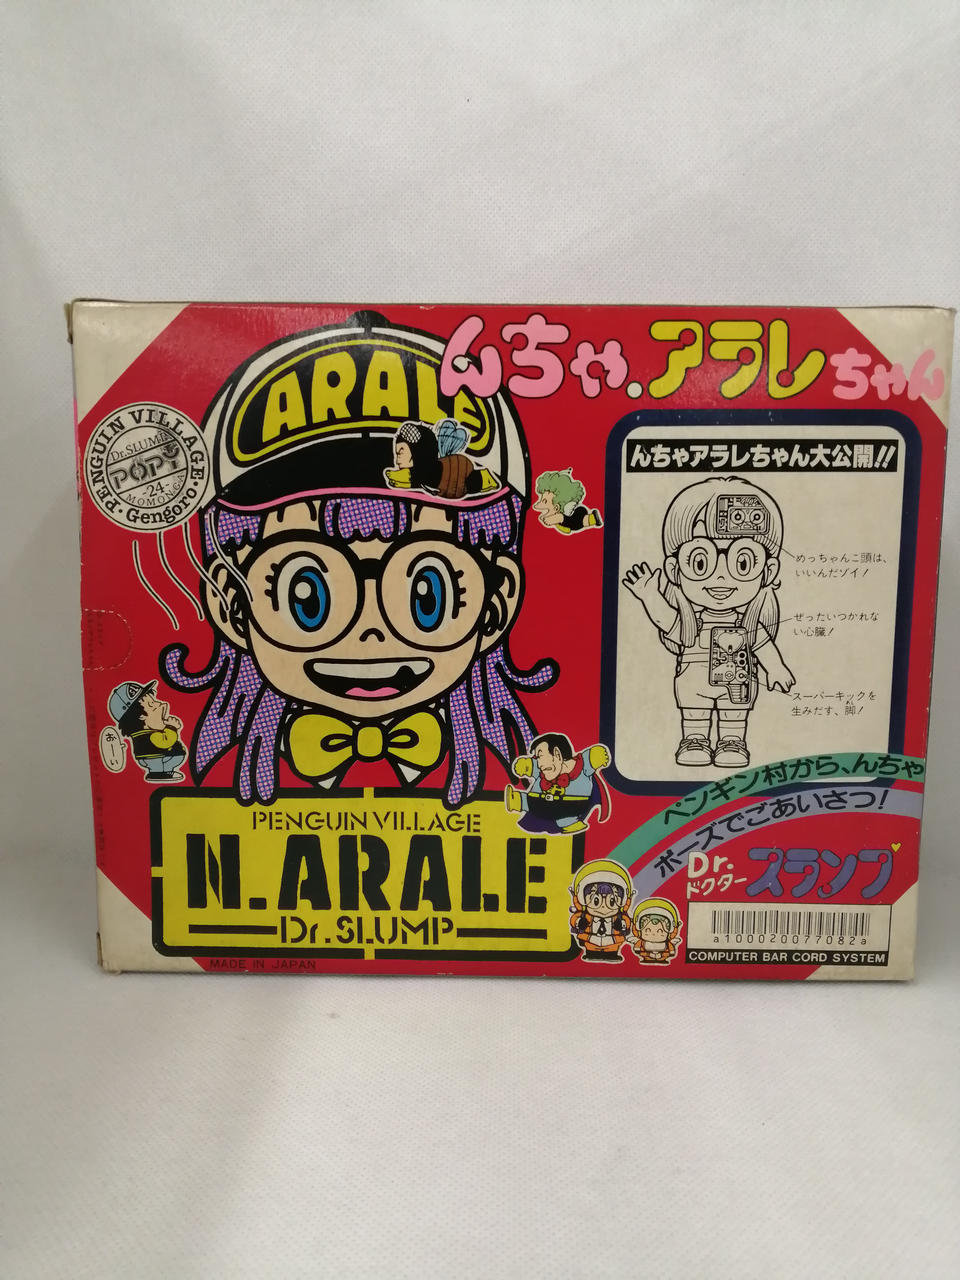 んちゃ.アラレちゃん
ARALE
PENGUIN VILLAGE
Dr.SLUMP
POPY
-24-
MOMONGA
Gengoro
んちゃアラレちゃん大公開!!
めっちゃんこ頭は、
いいんだゾイ!
ぜったいつかれな
い心臓!
スーパーキックを
生みだす、脚!
あし
おーい
ペンギン村から、んちゃ
ポーズでごあいさつ!
PENGUIN VILLAGE
N.ARALE
Dr.SLUMP
MADE IN JAPAN
Dr.
ドクター
スランプ
a100020077082a
COMPUTER BAR CORD SYSTEM